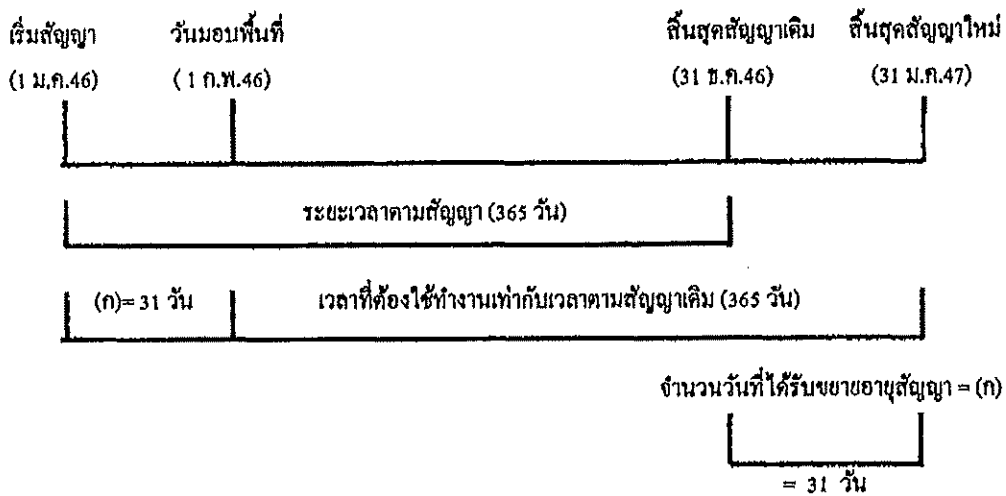 เริ่มสัญญา วันมอบพื้นที่ สิ้นสุดสัญญาเดิม สิ้นสุดสัญญาใหม่
(1 ม.ค.46) ( 1 ก.พ.46) (31 ธ.ค.46) (31 ม.ค.47)
ระยะเวลาตามสัญญา (365 วัน)
(ก)= 31 วัน เวลาที่ต้องใช้ทำงานเท่ากับเวลาตามสัญญาเดิม (365 วัน)
จำนวนวันที่ได้รับขยายอายุสัญญา = (ก)
= 31 วัน